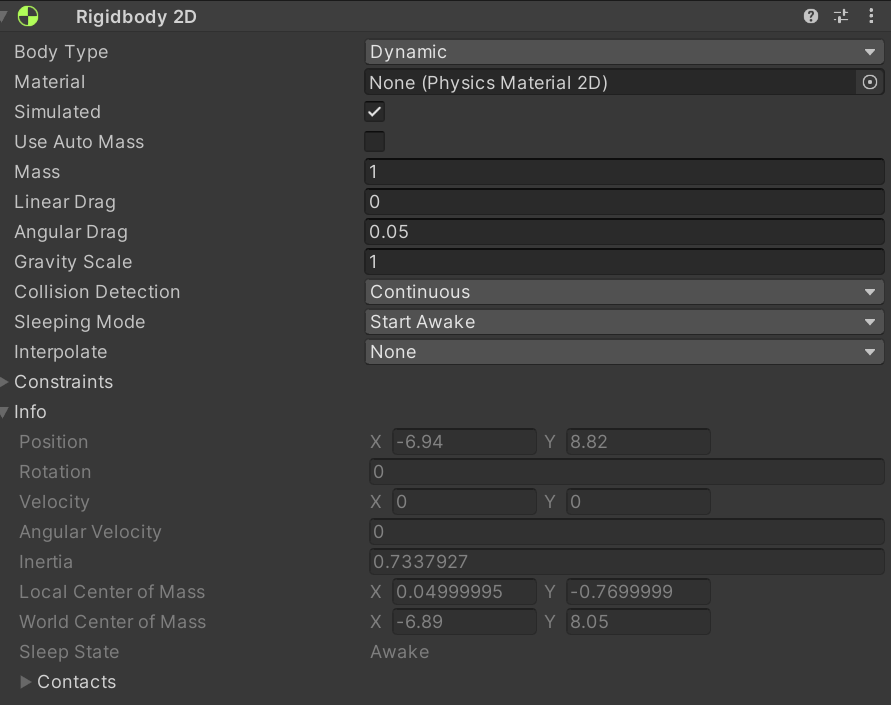 Rigidbody 2D
Body Type Dynamic
Material None (Physics Material 2D)
Simulated
Use Auto Mass
Mass 1
Linear Drag 0
Angular Drag 0.05
Gravity Scale 1
Collision Detection Continuous
Sleeping Mode Start Awake
Interpolate None
Constraints
Info
Position X -6.94 Y 8.82
Rotation 0
Velocity X 0 Y 0
Angular Velocity 0
Inertia 0.7337927
Local Center of Mass X 0.04999995 Y -0.7699999
World Center of Mass X -6.89 Y 8.05
Sleep State Awake
Contacts